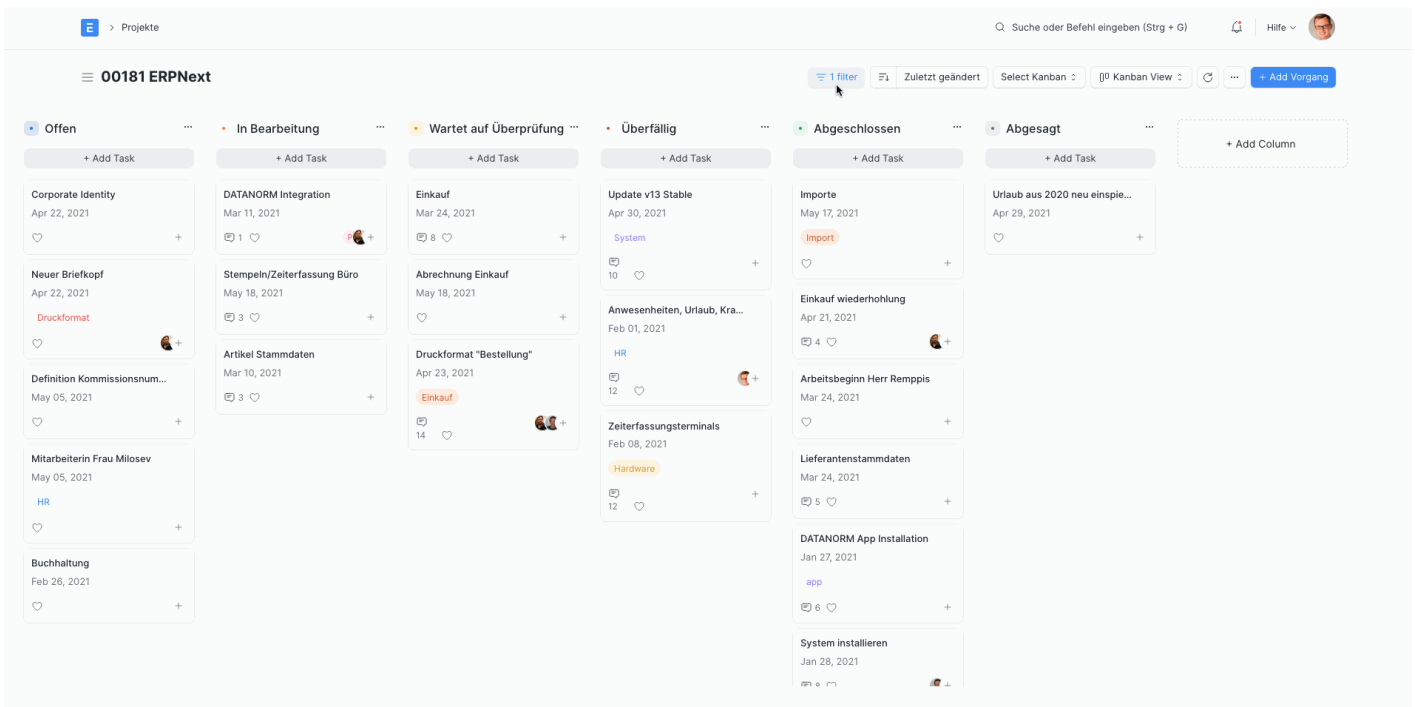 E > Projekte
Suche oder Befehl eingeben (Strg + G)
Hilfe
00181 ERPNext
1 filter
Zuletzt geändert
Select Kanban
Kanban View
...
+ Add Vorgang
Offen ...
+ Add Task
Corporate Identity
Apr 22, 2021
+
Neuer Briefkopf
Apr 22, 2021
Druckformat
+
Definition Kommissionsnum...
May 05, 2021
+
Mitarbeiterin Frau Milosev
May 05, 2021
HR
+
Buchhaltung
Feb 26, 2021
+
In Bearbeitung ...
+ Add Task
DATANORM Integration
Mar 11, 2021
1 P +
Stempeln/Zeiterfassung Büro
May 18, 2021
3 +
Artikel Stammdaten
Mar 10, 2021
3 +
Wartet auf Überprüfung ...
+ Add Task
Einkauf
Mar 24, 2021
8 +
Abrechnung Einkauf
May 18, 2021
+
Druckformat "Bestellung"
Apr 23, 2021
Einkauf
14 +
Überfällig ...
+ Add Task
Update v13 Stable
Apr 30, 2021
System
10 +
Anwesenheiten, Urlaub, Kra...
Feb 01, 2021
HR
12 +
Zeiterfassungsterminals
Feb 08, 2021
Hardware
12 +
Abgeschlossen ...
+ Add Task
Importe
May 17, 2021
Import
+
Einkauf wiederhohlung
Apr 21, 2021
4 +
Arbeitsbeginn Herr Remppis
Mar 24, 2021
+
Lieferantenstammdaten
Mar 24, 2021
5 +
DATANORM App Installation
Jan 27, 2021
app
6 +
System installieren
Jan 28, 2021
8 +
Abgesagt ...
+ Add Task
Urlaub aus 2020 neu einspie...
Apr 29, 2021
+
+ Add Column